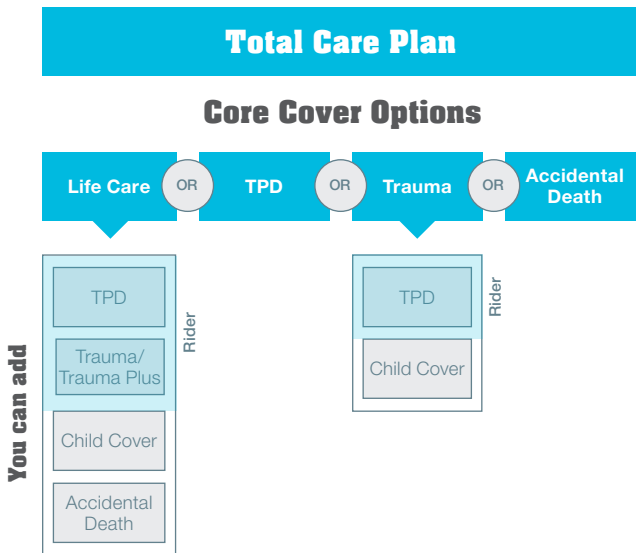 Total Care Plan
Core Cover Options
Life Care
OR
TPD
OR
Trauma
OR
Accidental
Death
You can add
TPD
Trauma/
Trauma Plus
Rider
Child Cover
Accidental
Death
TPD
Rider
Child Cover